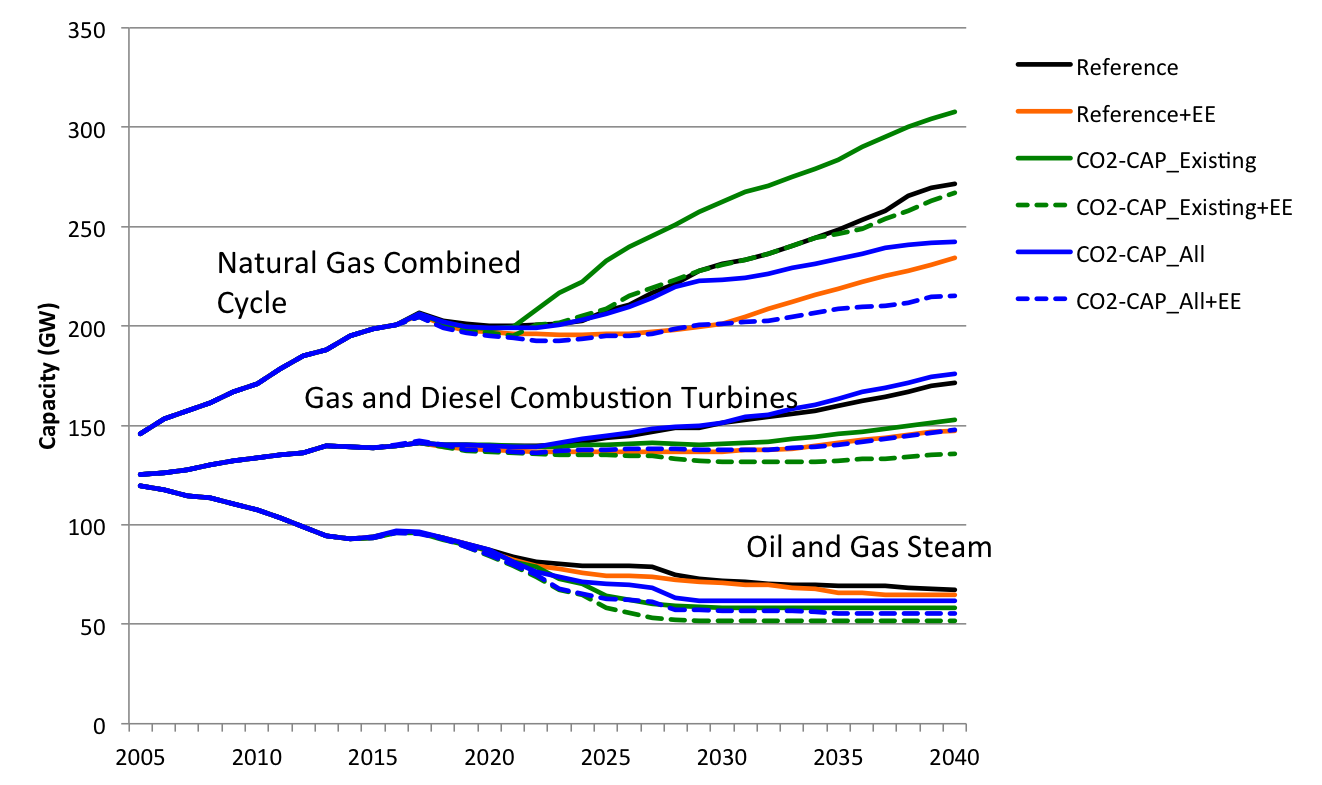 350
300
250
200
150
100
50
0
Capacity (GW)
2005 2010 2015 2020 2025 2030 2035 2040
Natural Gas Combined
Cycle
Gas and Diesel Combustion Turbines
Oil and Gas Steam
Reference
Reference+EE
CO2-CAP_Existing
CO2-CAP_Existing+EE
CO2-CAP_All
CO2-CAP_All+EE